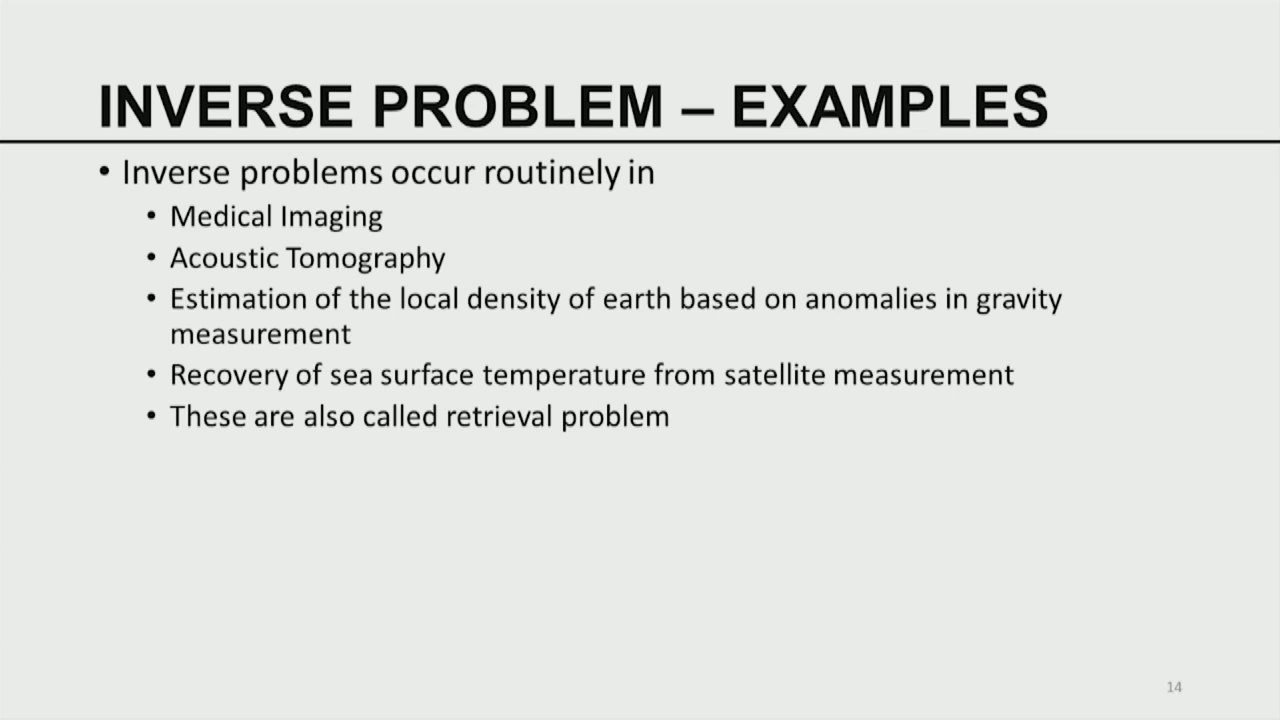 INVERSE PROBLEM – EXAMPLES
• Inverse problems occur routinely in
• Medical Imaging
• Acoustic Tomography
• Estimation of the local density of earth based on anomalies in gravity
measurement
• Recovery of sea surface temperature from satellite measurement
• These are also called retrieval problem
14